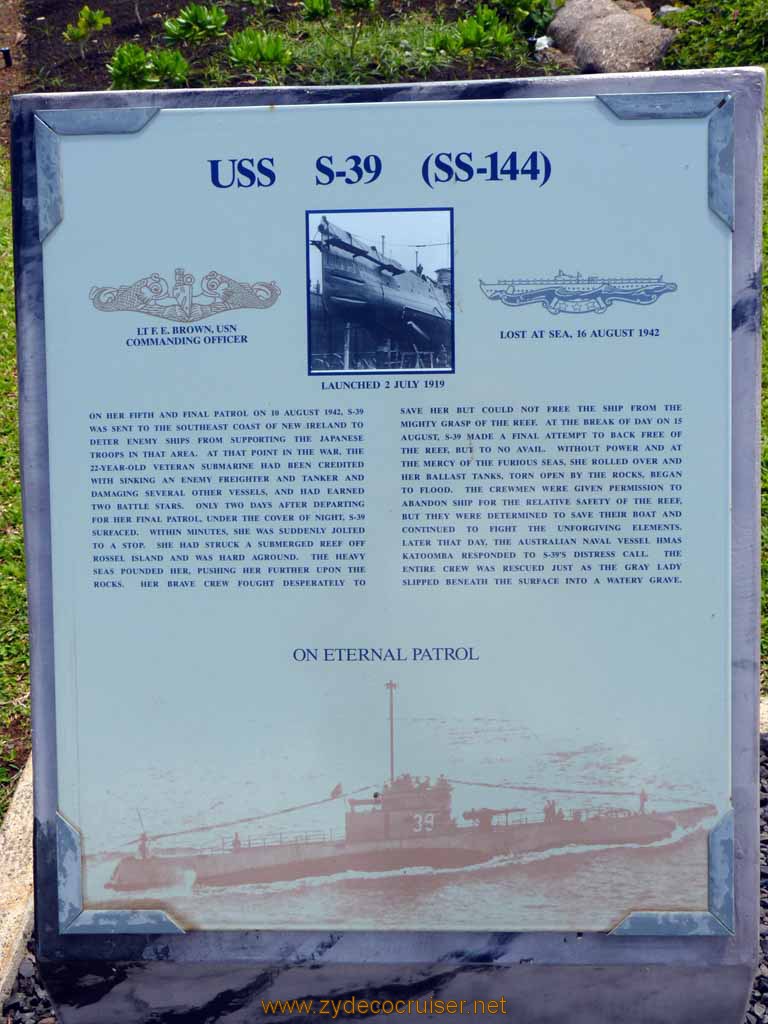 USS S-39 (SS-144)
LT F. E. BROWN, USN
COMMANDING OFFICER
LAUNCHED 2 JULY 1919
LOST AT SEA, 16 AUGUST 1942
ON HER FIFTH AND FINAL PATROL ON 10 AUGUST 1942, S-39
WAS SENT TO THE SOUTHEAST COAST OF NEW IRELAND TO
DETER ENEMY SHIPS FROM SUPPORTING THE JAPANESE
TROOPS IN THAT AREA. AT THAT POINT IN THE WAR, THE
22-YEAR-OLD VETERAN SUBMARINE HAD BEEN CREDITED
WITH SINKING AN ENEMY FREIGHTER AND TANKER AND
DAMAGING SEVERAL OTHER VESSELS, AND HAD EARNED
TWO BATTLE STARS. ONLY TWO DAYS AFTER DEPARTING
FOR HER FINAL PATROL, UNDER THE COVER OF NIGHT, S-39
SURFACED. WITHIN MINUTES, SHE WAS SUDDENLY JOLTED
TO A STOP. SHE HAD STRUCK A SUBMERGED REEF OFF
ROSSEL ISLAND AND WAS HARD AGROUND. THE HEAVY
SEAS POUNDED HER, PUSHING HER FURTHER UPON THE
ROCKS. HER BRAVE CREW FOUGHT DESPERATELY TO
SAVE HER BUT COULD NOT FREE THE SHIP FROM THE
MIGHTY GRASP OF THE REEF. AT THE BREAK OF DAY ON 15
AUGUST, S-39 MADE A FINAL ATTEMPT TO BACK FREE OF
THE REEF, BUT TO NO AVAIL. WITHOUT POWER AND AT
THE MERCY OF THE FURIOUS SEAS, SHE ROLLED OVER AND
HER BALLAST TANKS, TORN OPEN BY THE ROCKS, BEGAN
TO FLOOD. THE CREWMEN WERE GIVEN PERMISSION TO
ABANDON SHIP FOR THE RELATIVE SAFETY OF THE REEF,
BUT THEY WERE DETERMINED TO SAVE THEIR BOAT AND
CONTINUED TO FIGHT THE UNFORGIVING ELEMENTS.
LATER THAT DAY, THE AUSTRALIAN NAVAL VESSEL HMAS
KATOOMBA RESPONDED TO S-39'S DISTRESS CALL. THE
ENTIRE CREW WAS RESCUED JUST AS THE GRAY LADY
SLIPPED BENEATH THE SURFACE INTO A WATERY GRAVE.
ON ETERNAL PATROL
39
www.zydecocruiser.net